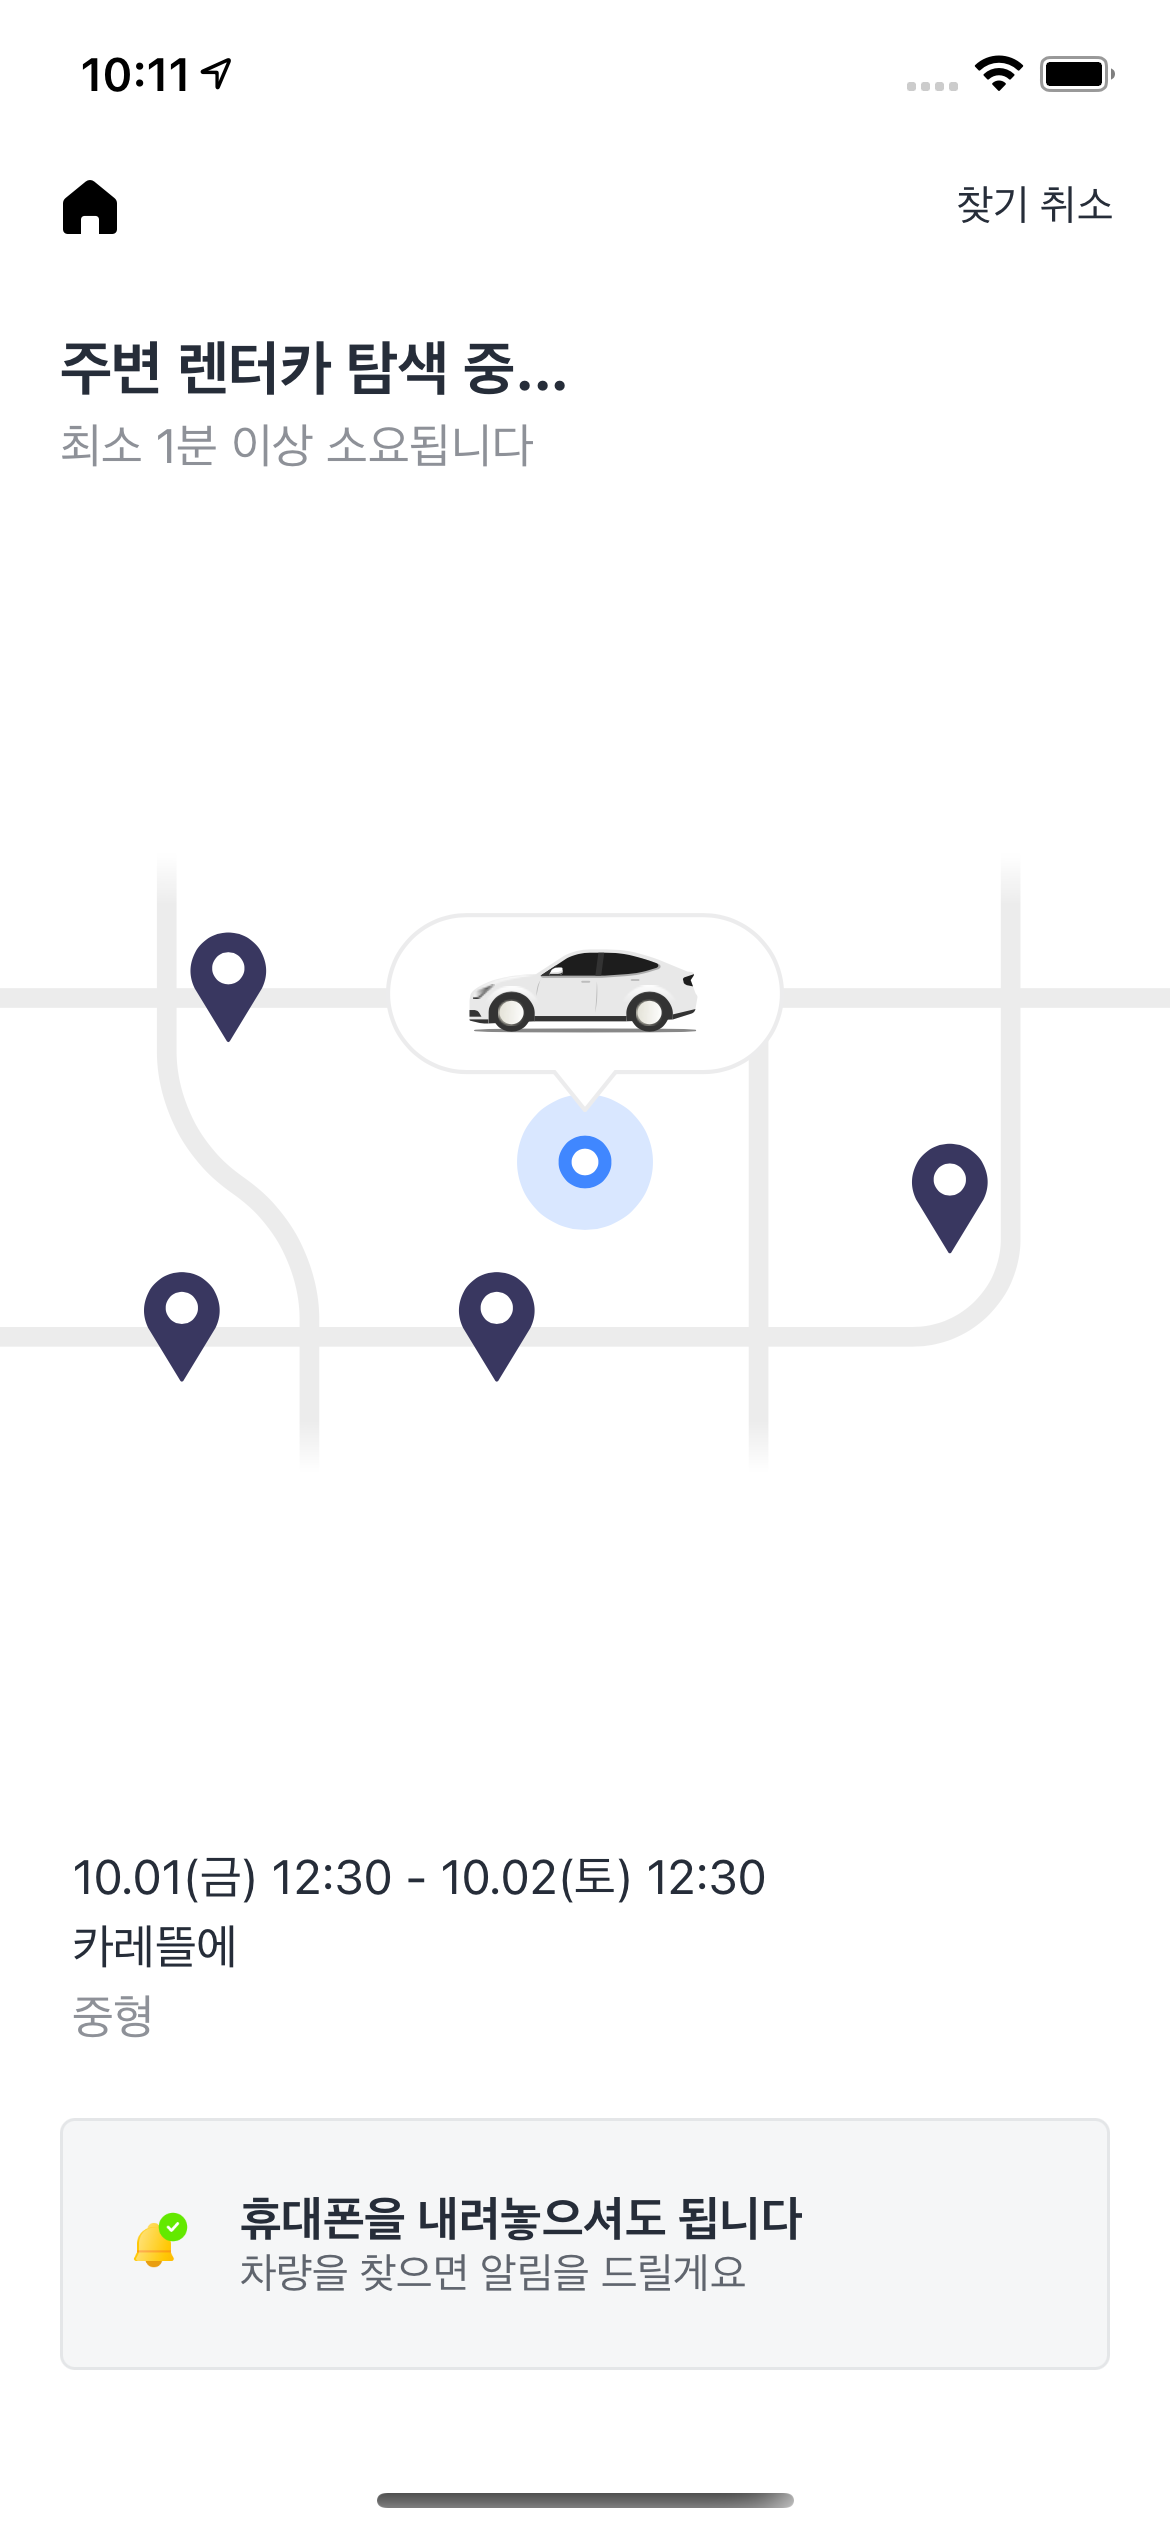 10:11
찾기 취소
주변 렌터카 탐색 중...
최소 1분 이상 소요됩니다
10.01(금) 12:30 - 10.02(토) 12:30
카레뜰에
중형
휴대폰을 내려놓으셔도 됩니다
차량을 찾으면 알림을 드릴게요